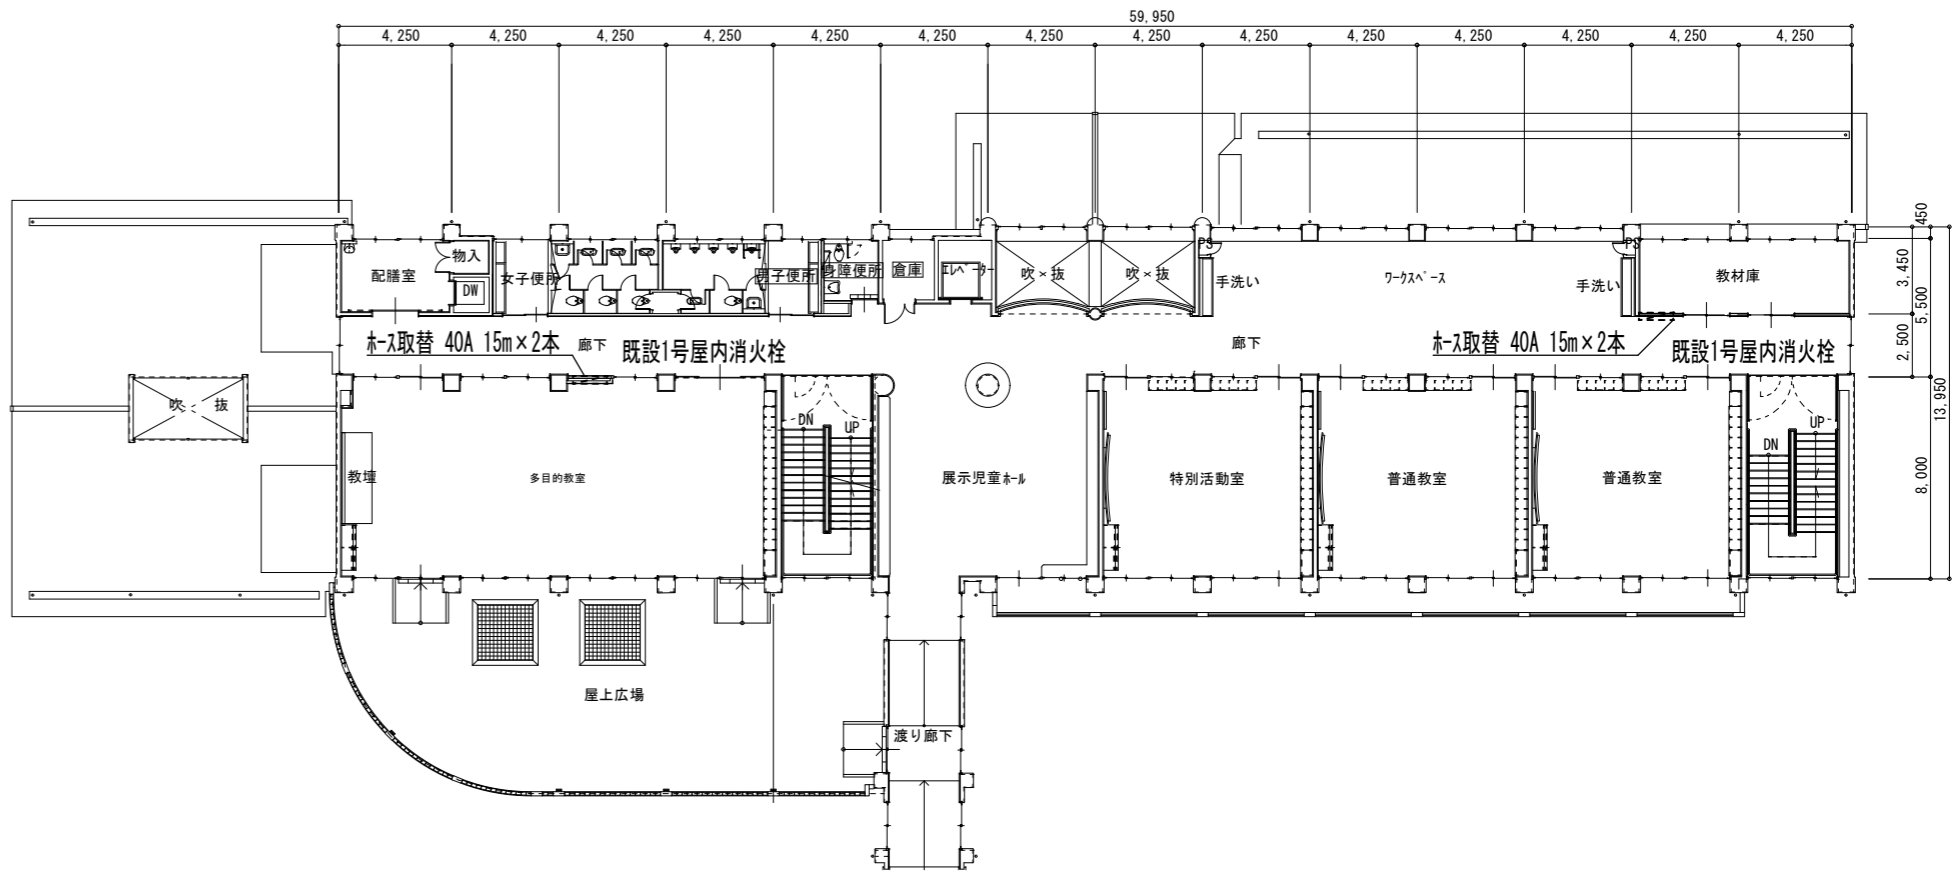 59,950
4,250 4,250 4,250 4,250 4,250 4,250 4,250 4,250 4,250 4,250 4,250 4,250 4,250 4,250
450
3,450
5,500
2,500
13,950
8,000
物入
配膳室
DW
女子便所
男子便所
身障便所
倉庫
エレベーター
吹×抜
吹×抜
PS
手洗い
ワークスペース
手洗い
PS
教材庫
廊下
ホース取替 40A 15m×2本
既設1号屋内消火栓
廊下
ホース取替 40A 15m×2本
既設1号屋内消火栓
吹 抜
DN
UP
教壇
多目的教室
展示児童ホール
特別活動室
普通教室
普通教室
UP
DN
屋上広場
渡り廊下